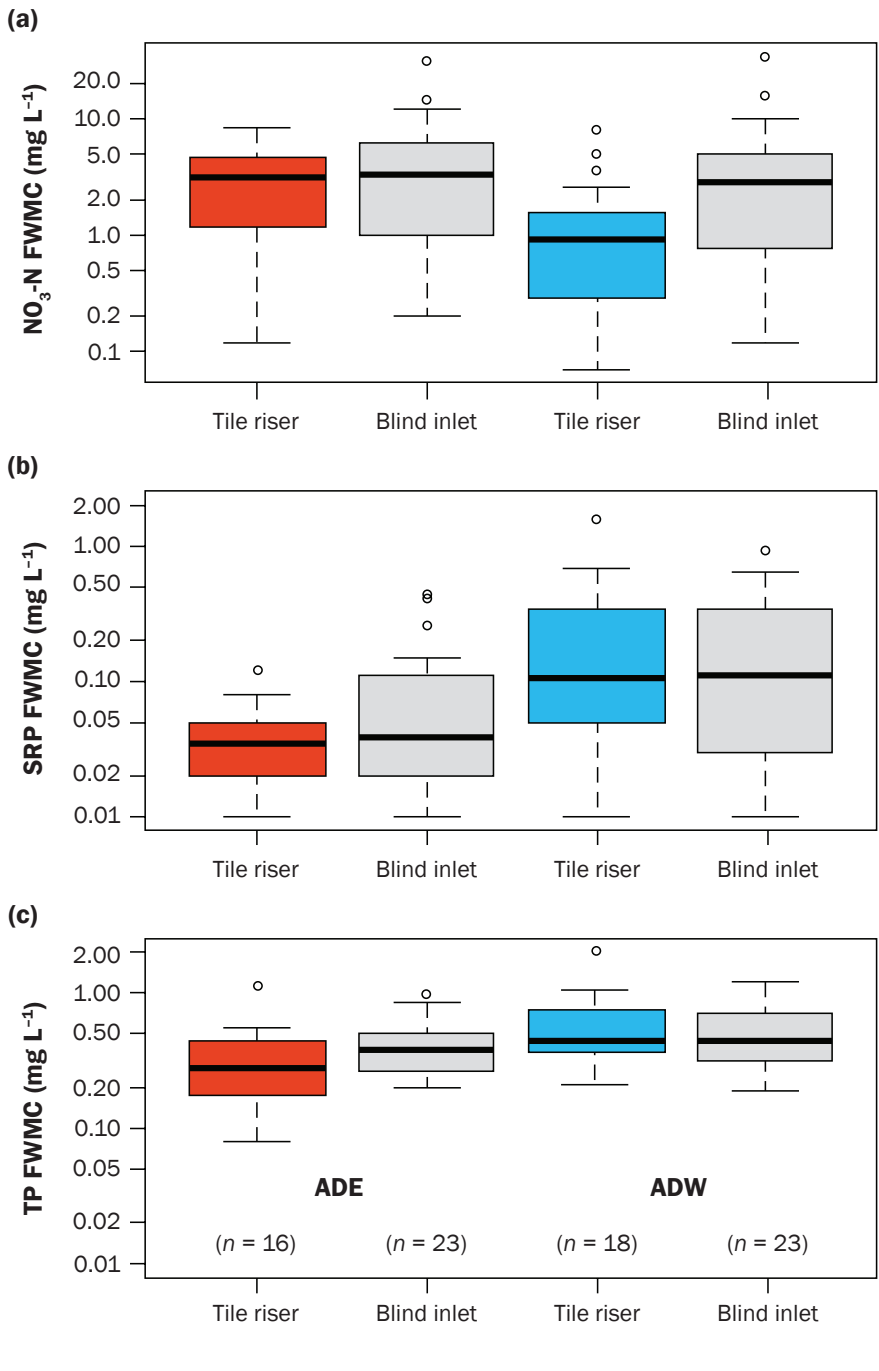 (a)
NO₃-N FWMC (mg L⁻¹)
20.0
10.0
5.0
2.0
1.0
0.5
0.2
0.1
Tile riser Blind inlet Tile riser Blind inlet
(b)
SRP FWMC (mg L⁻¹)
2.00
1.00
0.50
0.20
0.10
0.05
0.02
0.01
Tile riser Blind inlet Tile riser Blind inlet
(c)
TP FWMC (mg L⁻¹)
2.00
1.00
0.50
0.20
0.10
0.05
0.02
0.01
ADE ADW
(n = 16) (n = 23) (n = 18) (n = 23)
Tile riser Blind inlet Tile riser Blind inlet